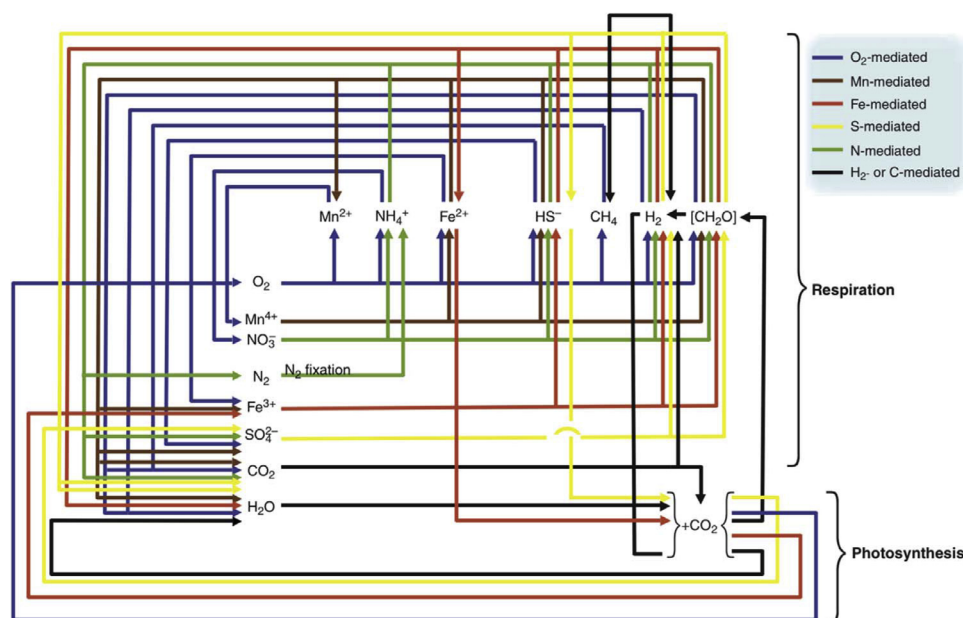 O₂-mediated
Mn-mediated
Fe-mediated
S-mediated
N-mediated
H₂- or C-mediated
Mn²⁺ NH₄⁺ Fe²⁺ HS⁻ CH₄ H₂ [CH₂O]
O₂
Respiration
Mn⁴⁺
NO₃⁻
N₂ N₂ fixation
Fe³⁺
SO₄²⁻
CO₂
H₂O
}+CO₂{
Photosynthesis